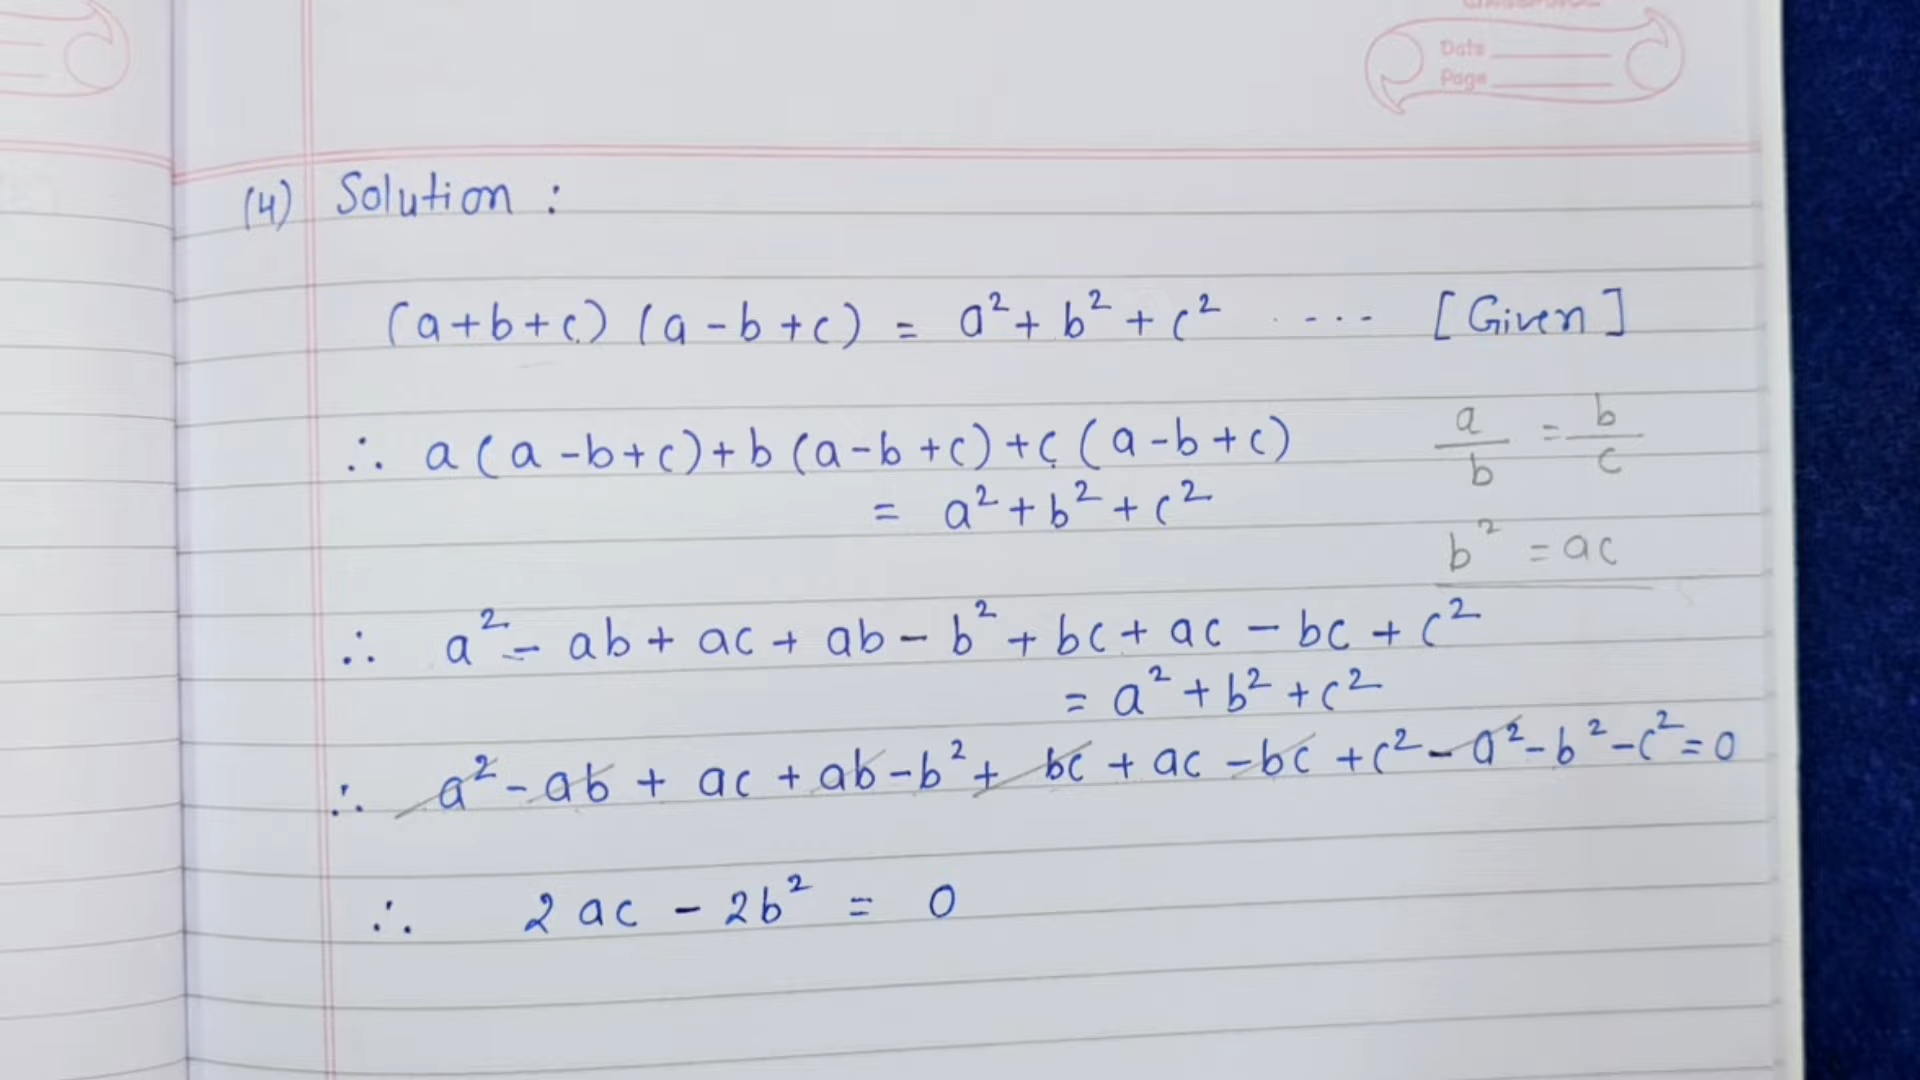 Date
Page
(4) Solution :
(a+b+c) (a-b+c) = a² + b² + c² .... [Given]
∴ a(a-b+c)+b(a-b+c)+c(a-b+c)
= a²+b²+c²
a/b = b/c
b² = ac
∴ a² - ab + ac + ab - b² + bc + ac - bc + c²
= a² + b² + c²
∴ a² - ab + ac + ab - b² + bc + ac - bc + c² - a² - b² - c² = 0
∴ 2ac - 2b² = 0